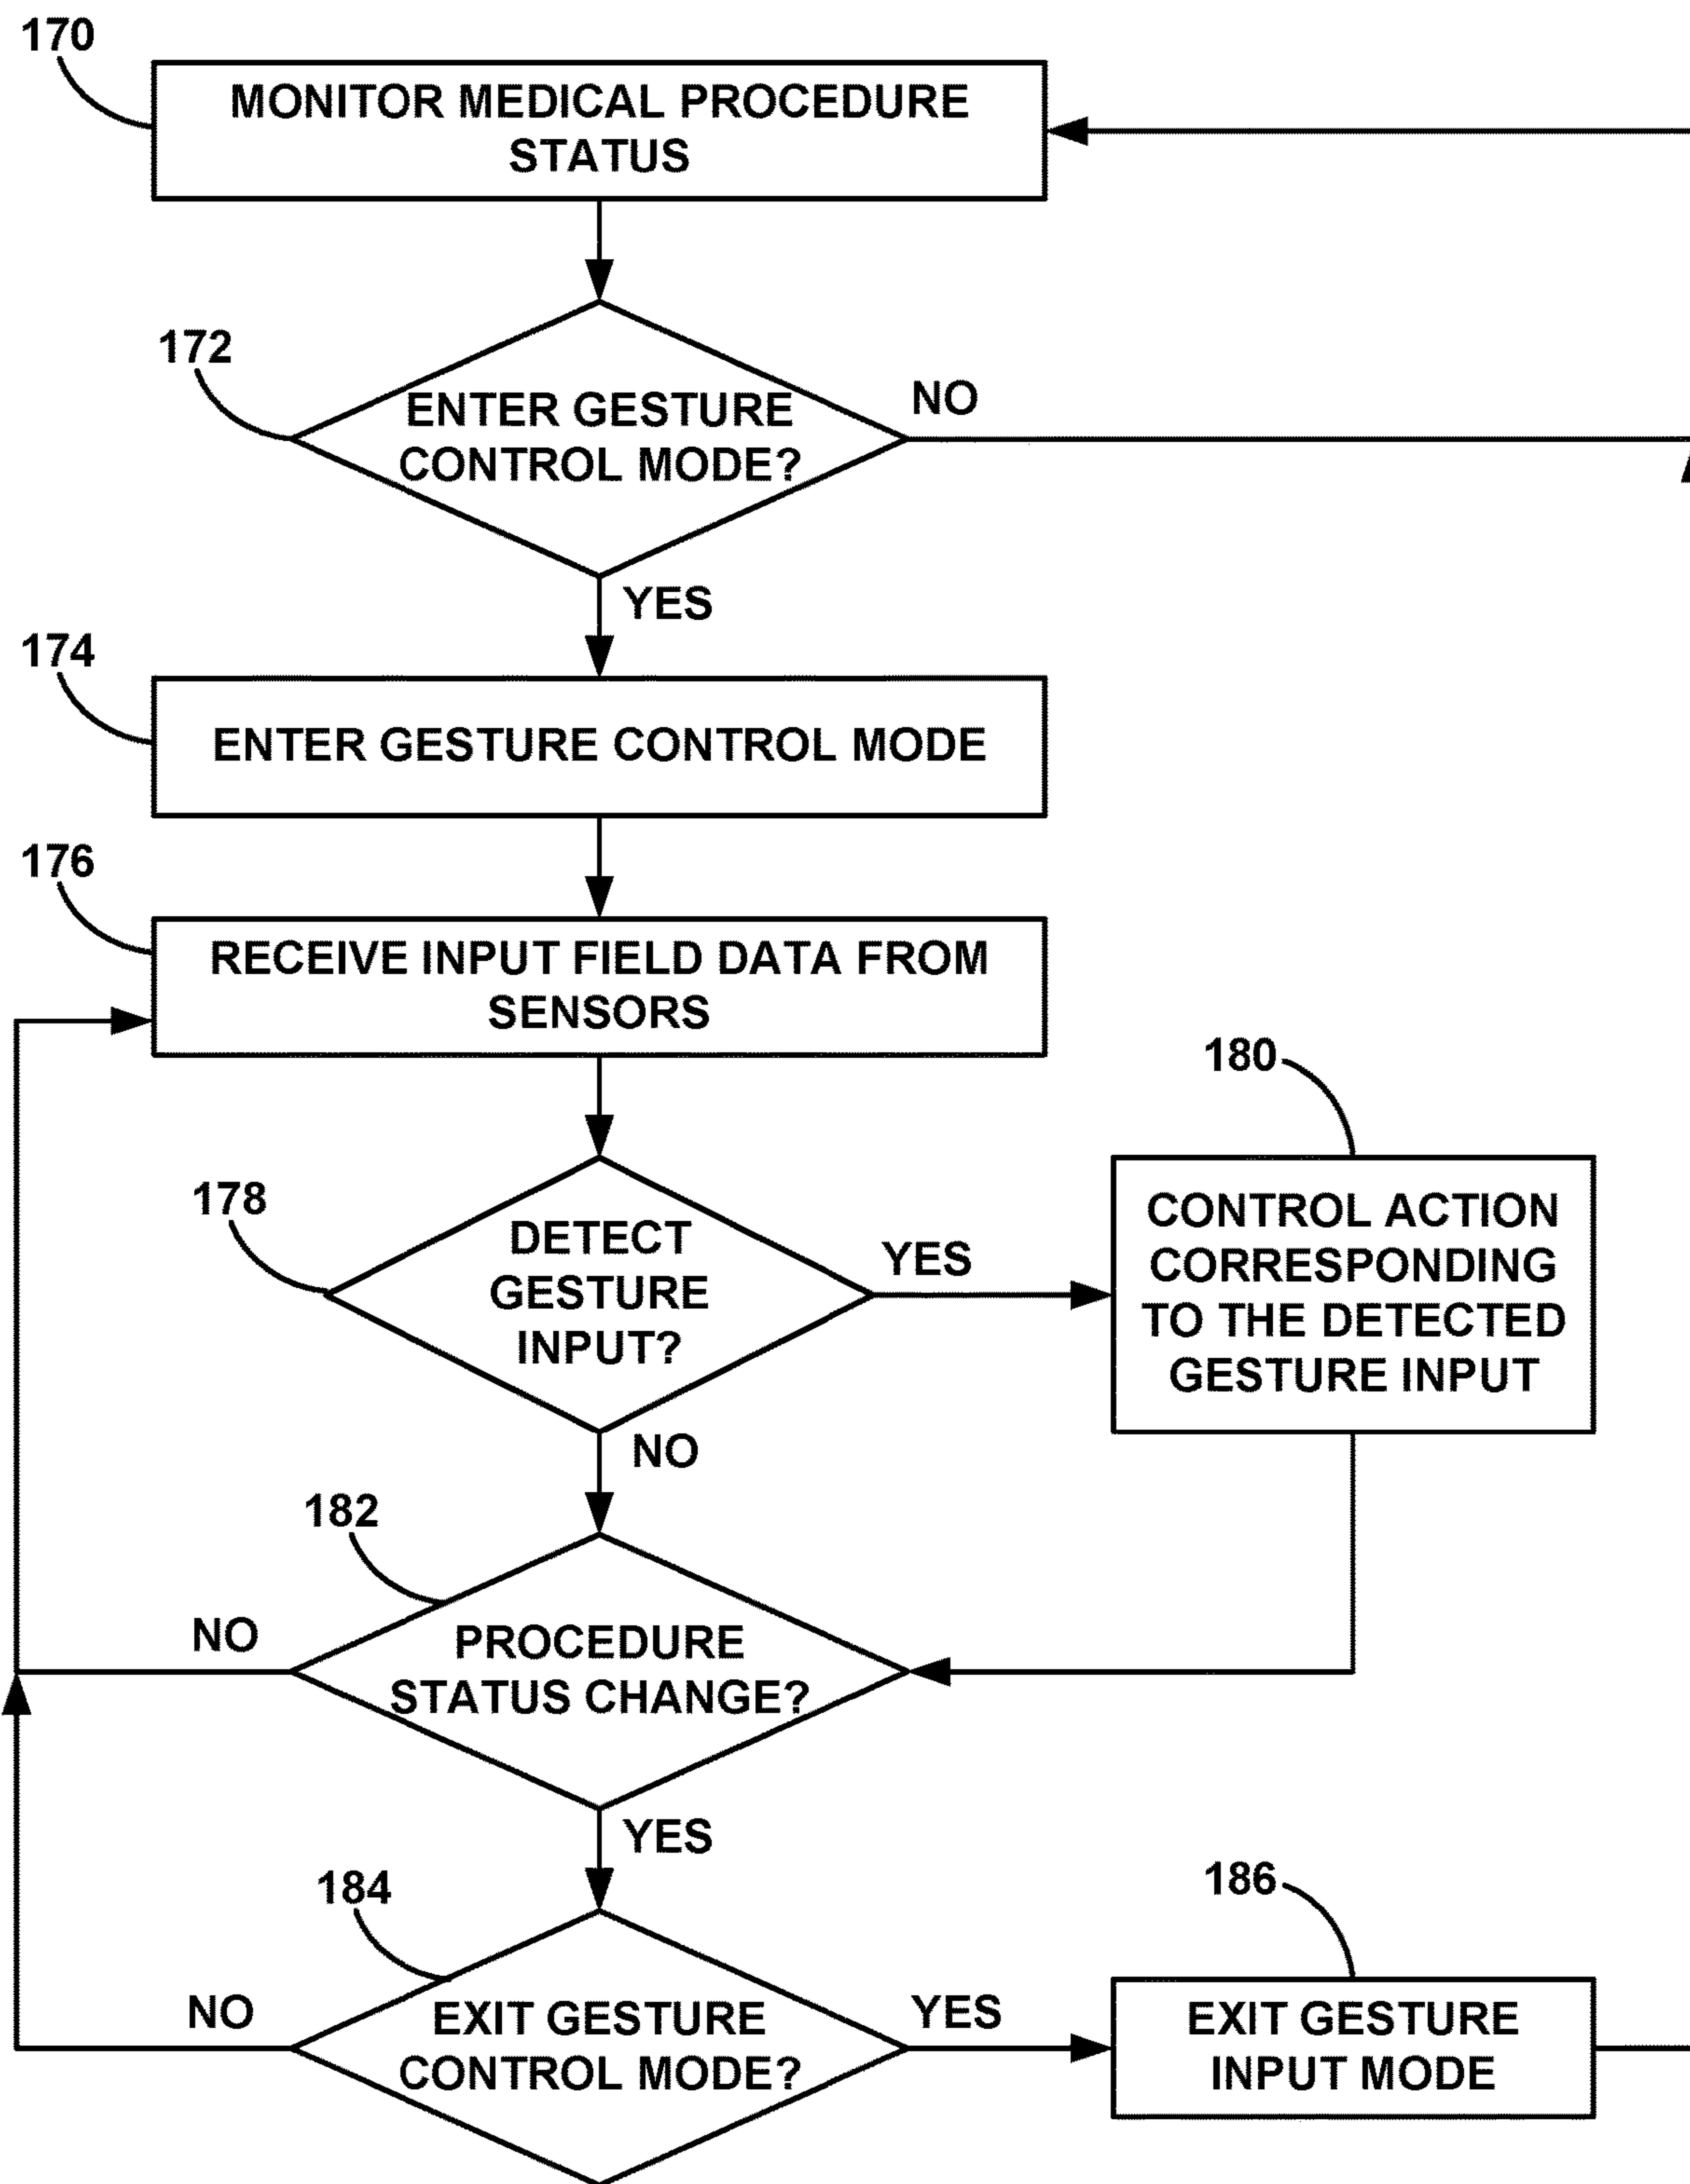 170
MONITOR MEDICAL PROCEDURE
STATUS
172
ENTER GESTURE
CONTROL MODE?
NO
YES
174
ENTER GESTURE CONTROL MODE
176
RECEIVE INPUT FIELD DATA FROM
SENSORS
178
DETECT
GESTURE
INPUT?
YES
180
CONTROL ACTION
CORRESPONDING
TO THE DETECTED
GESTURE INPUT
NO
182
PROCEDURE
STATUS CHANGE?
NO
YES
184
EXIT GESTURE
CONTROL MODE?
NO
YES
186
EXIT GESTURE
INPUT MODE